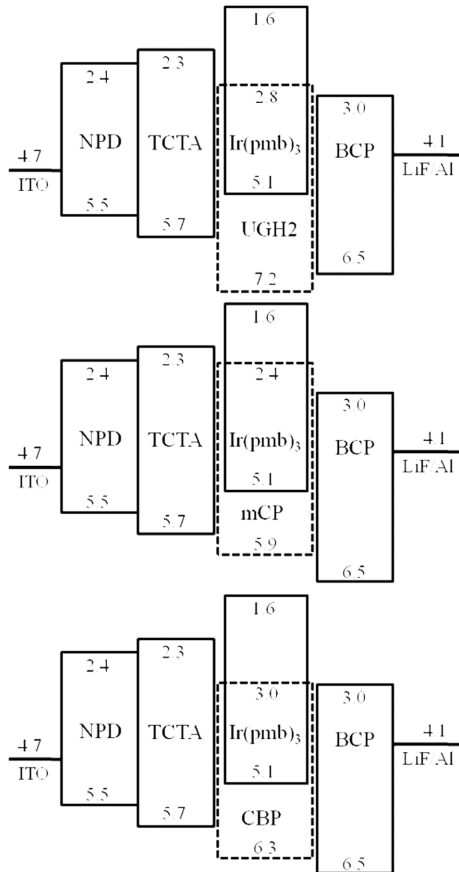 1.6
2.3
2.4
2.8
3.0
4.1
4.7
NPD
TCTA
Ir(pmb)₃
BCP
ITO
LiF/Al
5.1
5.5
5.7
UGH2
6.5
7.2
1.6
2.3
2.4
2.4
3.0
4.1
4.7
NPD
TCTA
Ir(pmb)₃
BCP
ITO
LiF/Al
5.1
5.5
5.7
mCP
5.9
6.5
1.6
2.3
2.4
3.0
3.0
4.1
4.7
NPD
TCTA
Ir(pmb)₃
BCP
ITO
LiF/Al
5.1
5.5
5.7
CBP
6.3
6.5